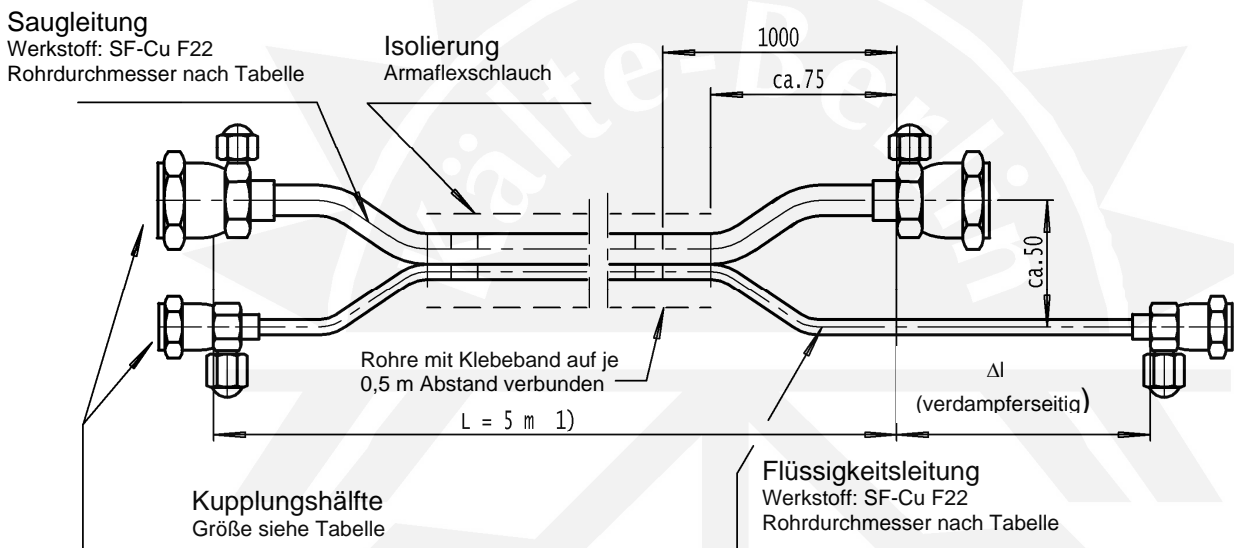 Saugleitung
Werkstoff: SF-Cu F22
Rohrdurchmesser nach Tabelle
Isolierung
Armaflexschlauch
1000
ca.75
Kälte-Berlin
ca.50
Rohre mit Klebeband auf je
0,5 m Abstand verbunden
Δl
(verdampferseitig)
L = 5 m 1)
Kupplungshälfte
Größe siehe Tabelle
Flüssigkeitsleitung
Werkstoff: SF-Cu F22
Rohrdurchmesser nach Tabelle